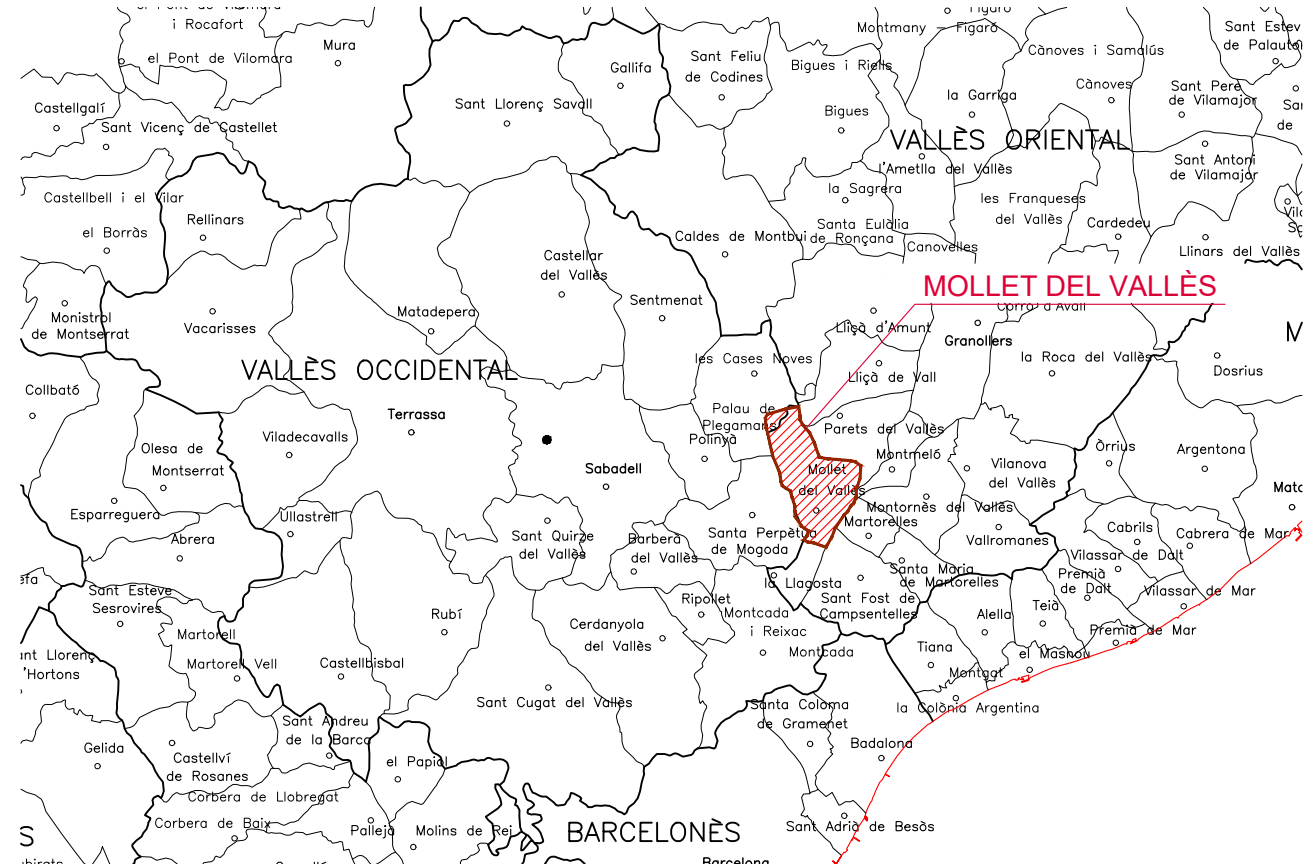 i Rocafort
Mura
el Pont de Vilomara
Gallifa
Sant Feliu
de Codines
Montmany - Figaró
Figaró
Bigues i Riells
Cànoves i Samalús
Cànoves
Castellgalí
Sant Vicenç de Castellet
Sant Llorenç Savall
Bigues
la Garriga
Sant Pere
de Vilamajor
VALLÈS ORIENTAL
Sant Antoni
de Vilamajor
l'Ametlla del Vallès
la Sagrera
les Franqueses
del Vallès
Castellbell i el Vilar
el Borràs
Rellinars
Santa Eulàlia
de Ronçana
Caldes de Montbui
Canovelles
Cardedeu
Llinars del Vallès
Castellar
del Vallès
Sentmenat
MOLLET DEL VALLÈS
Corró d'Avall
Monistrol
de Montserrat
Vacarisses
Matadepera
Lliçà d'Amunt
Granollers
la Roca del Vallès
les Cases Noves
Lliçà de Vall
Dosrius
VALLÈS OCCIDENTAL
Collbató
Terrassa
Palau de
Plegamans
Polinyà
Parets del Vallès
Olesa de
Montserrat
Viladecavalls
Sabadell
Mollet
del Vallès
Montmeló
Vilanova
del Vallès
Òrrius
Argentona
Esparreguera
Ullastrell
Abrera
Sant Quirze
del Vallès
Barberà
del Vallès
Santa Perpètua
de Mogoda
Montornès del Vallès
Martorelles
Vallromanes
Cabrils
Cabrera de Mar
Vilassar de Dalt
Santa Maria
de Martorelles
Premià
de Dalt
Vilassar de Mar
Sant Esteve
Sesrovires
la Llagosta
Sant Fost de
Campsentelles
Ripollet
Montcada
i Reixac
Rubí
Cerdanyola
del Vallès
Alella
Teià
Premià de Mar
Martorell
Martorell Vell
Castellbisbal
Montcada
Tiana
el Masnou
Montgat
Sant Cugat del Vallès
Santa Coloma
de Gramenet
la Colònia Argentina
Sant Andreu
de la Barca
Badalona
Gelida
Castellví
de Rosanes
el Papiol
Corbera de Llobregat
Corbera de Baix
Pallejà
Molins de Rei
BARCELONÈS
Sant Adrià de Besòs
Barcelona